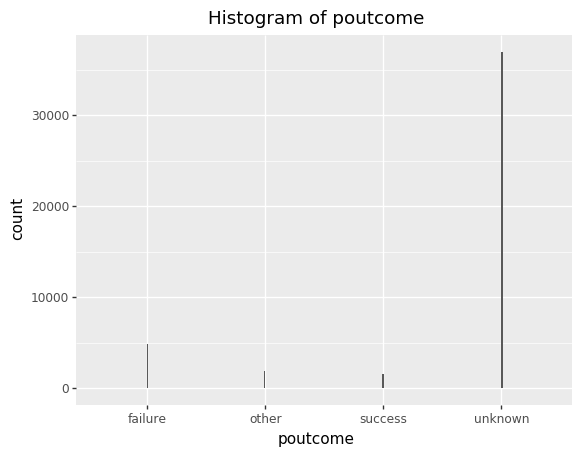 Histogram of poutcome
30000
20000
10000
0
count
failure other success unknown
poutcome